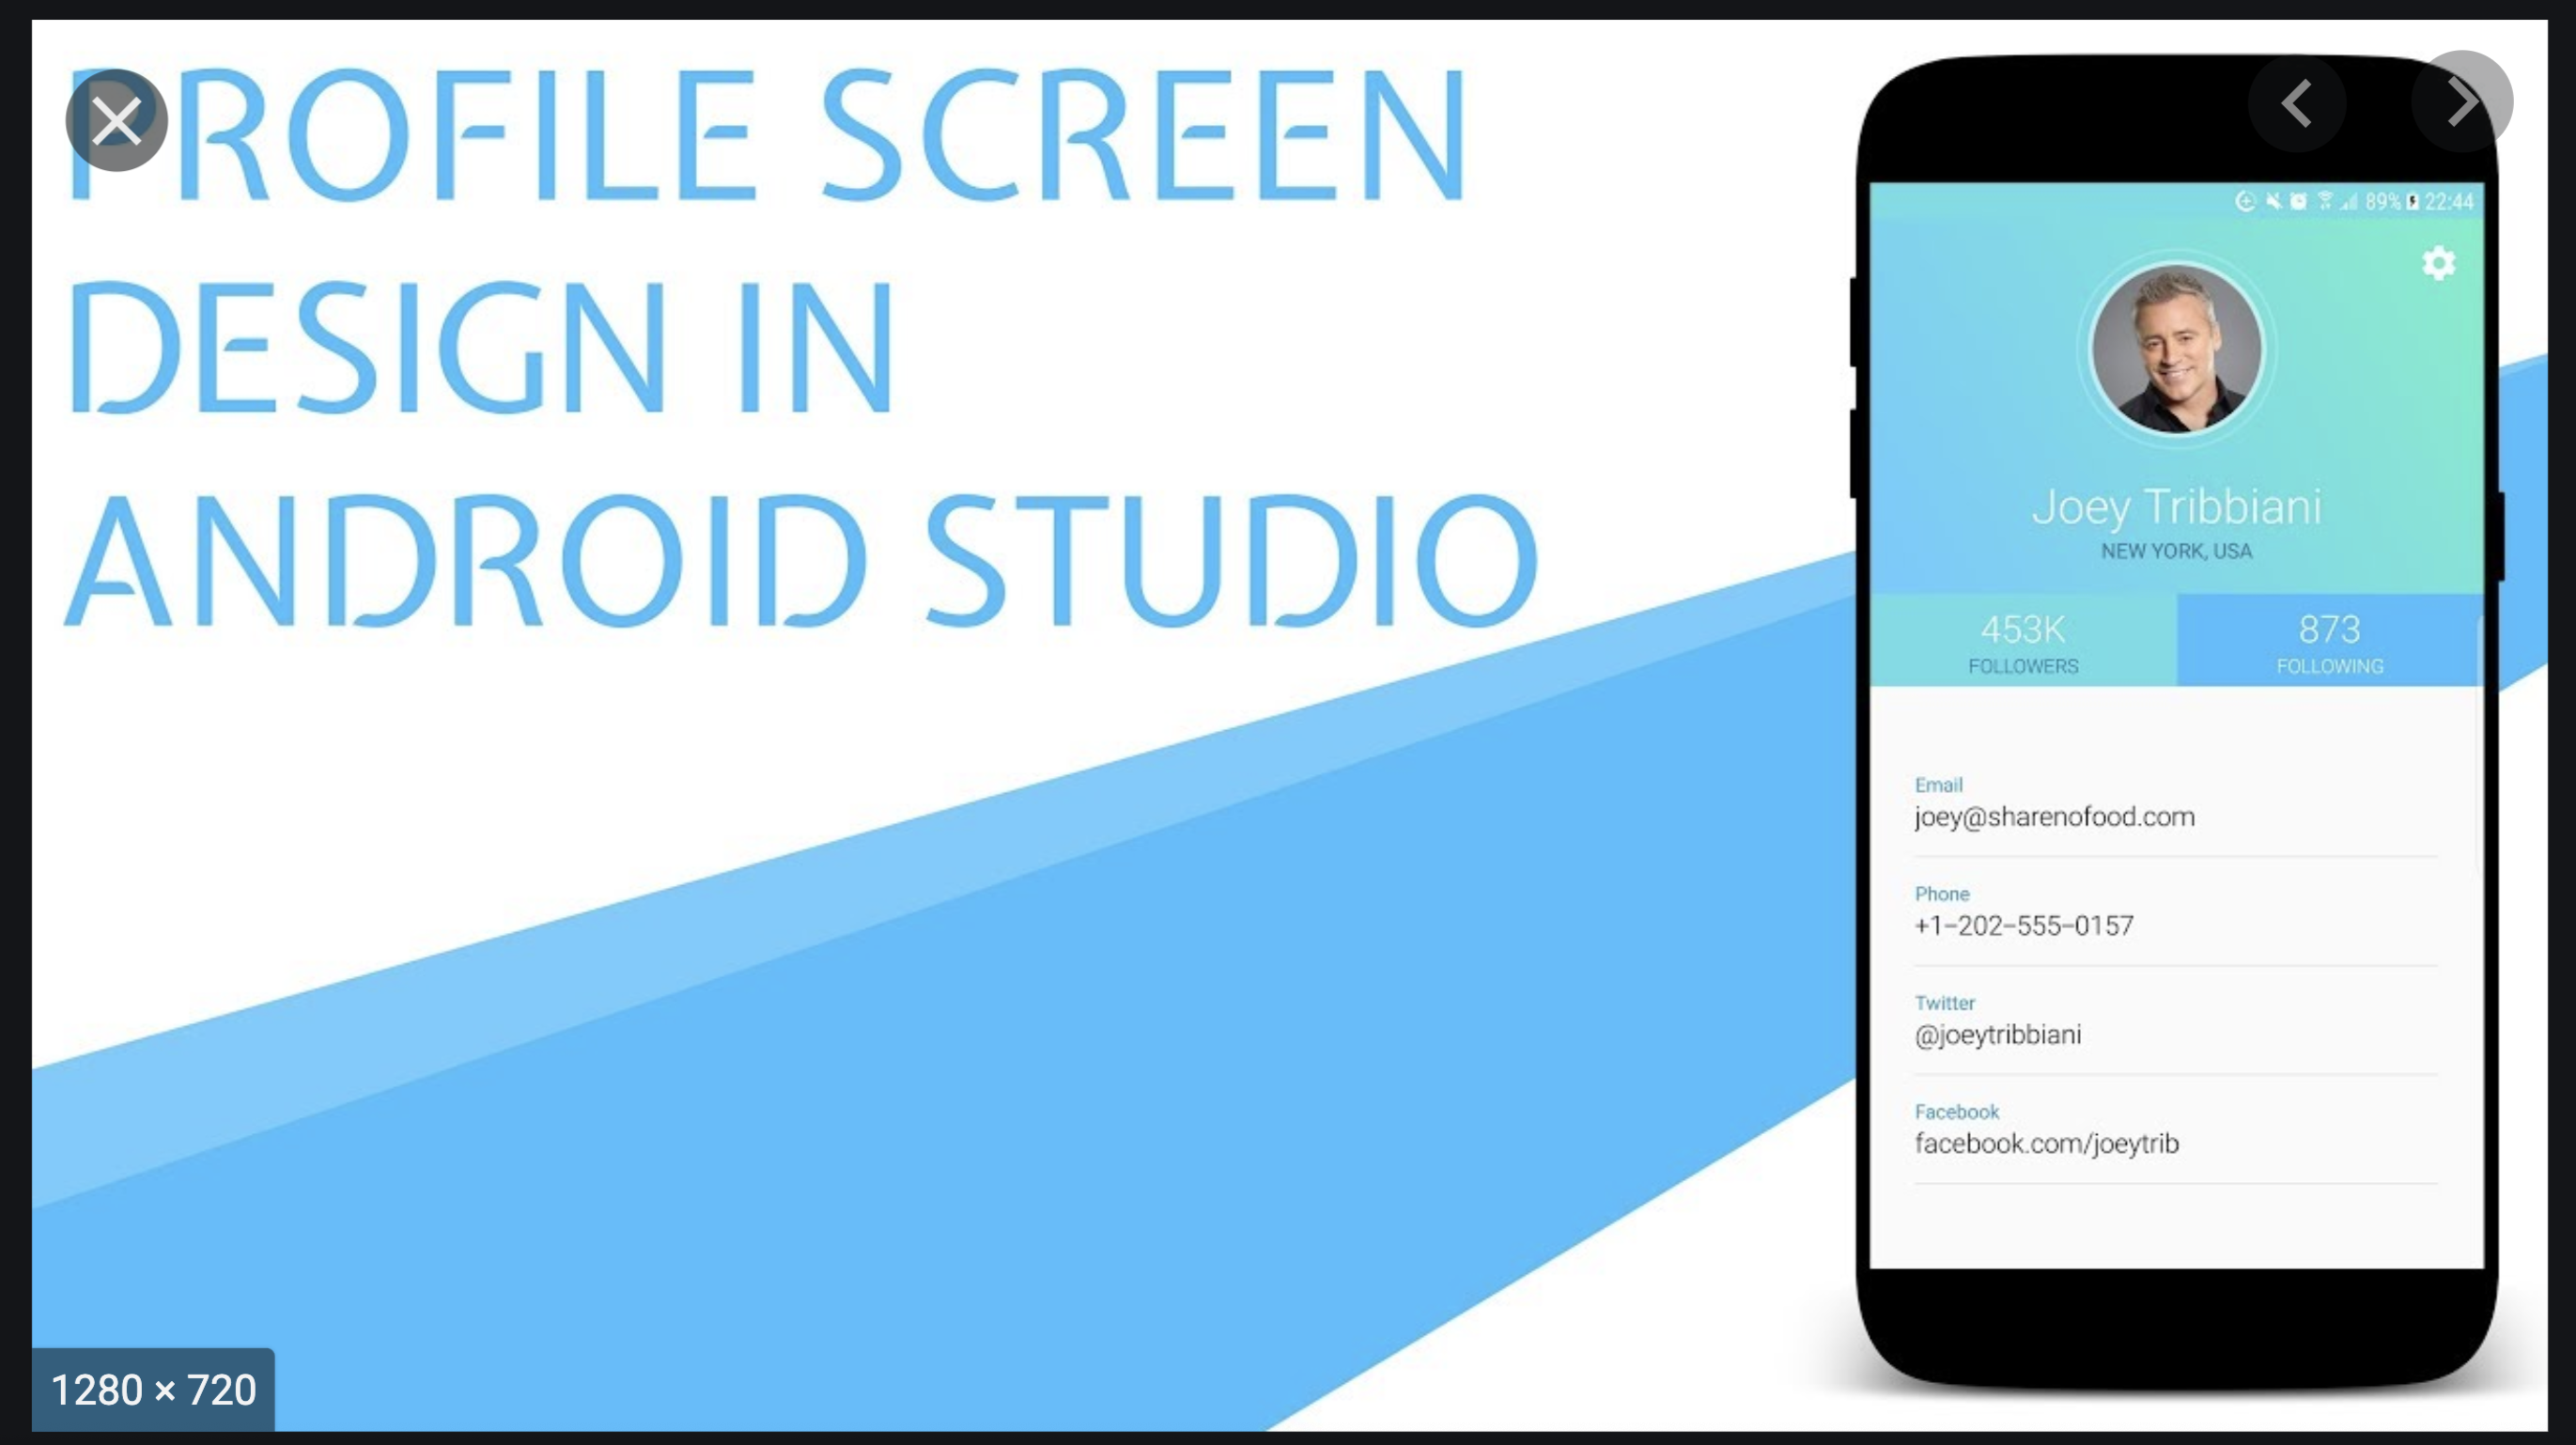 PROFILE SCREEN
DESIGN IN
ANDROID STUDIO
89% 22:44
Joey Tribbiani
NEW YORK, USA
453K
FOLLOWERS
873
FOLLOWING
Email
joey@sharenofood.com
Phone
+1–202–555–0157
Twitter
@joeytribbiani
Facebook
facebook.com/joeytrib
1280 × 720